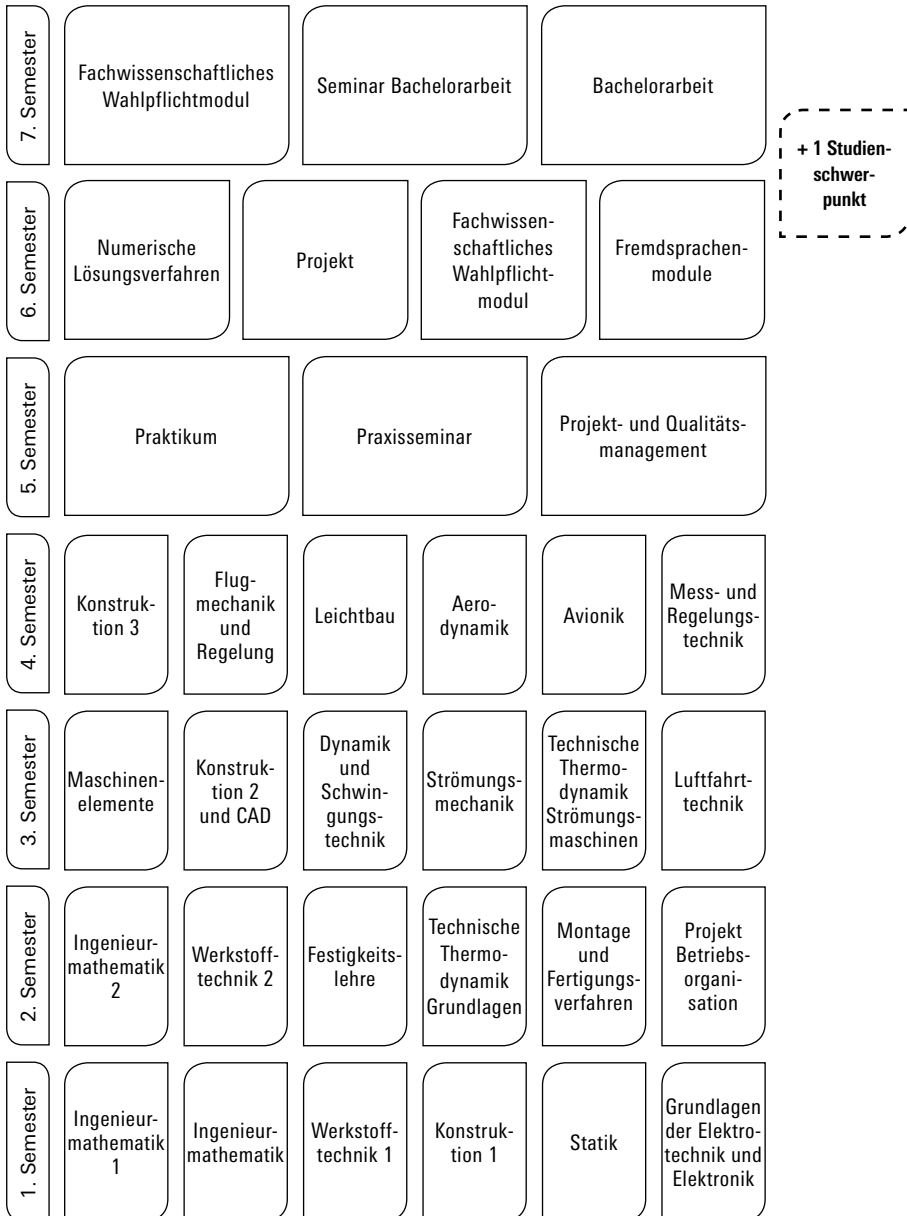 7. Semester
Fachwissenschaftliches
Wahlpflichtmodul
Seminar Bachelorarbeit
Bachelorarbeit
+ 1 Studien-
schwer-
punkt
6. Semester
Numerische
Lösungsverfahren
Projekt
Fachwissen-
schaftliches
Wahlpflicht-
modul
Fremdsprachen-
module
5. Semester
Praktikum
Praxisseminar
Projekt- und Qualitäts-
management
4. Semester
Konstruk-
tion 3
Flug-
mechanik
und
Regelung
Leichtbau
Aero-
dynamik
Avionik
Mess- und
Regelungs-
technik
3. Semester
Maschinen-
elemente
Konstruk-
tion 2
und CAD
Dynamik
und
Schwin-
gungs-
technik
Strömungs-
mechanik
Technische
Thermo-
dynamik
Strömungs-
maschinen
Luftfahrt-
technik
2. Semester
Ingenieur-
mathematik
2
Werkstoff-
technik 2
Festigkeits-
lehre
Technische
Thermo-
dynamik
Grundlagen
Montage
und
Fertigungs-
verfahren
Projekt
Betriebs-
organi-
sation
1. Semester
Ingenieur-
mathematik
1
Ingenieur-
mathematik
Werkstoff-
technik 1
Konstruk-
tion 1
Statik
Grundlagen
der Elektro-
technik und
Elektronik